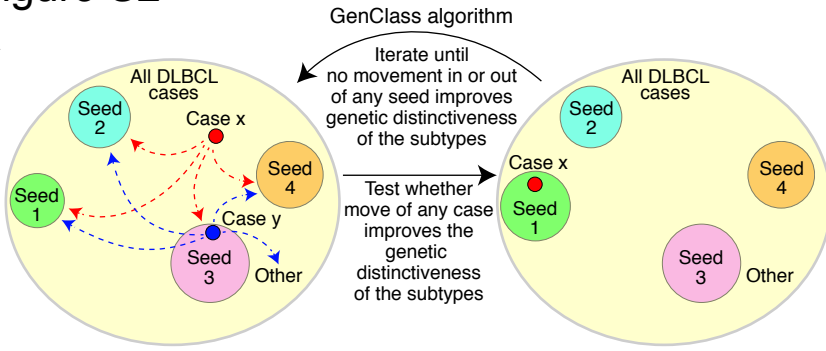 GenClass algorithm
All DLBCL
cases
Seed
2
Case x
Seed
4
Seed
1
Case y
Seed
3
Other
Iterate until
no movement in or out
of any seed improves
genetic distinctiveness
of the subtypes
Test whether
move of any case
improves the
genetic
distinctiveness
of the subtypes
All DLBCL
cases
Seed
2
Case x
Seed
1
Seed
4
Seed
3
Other